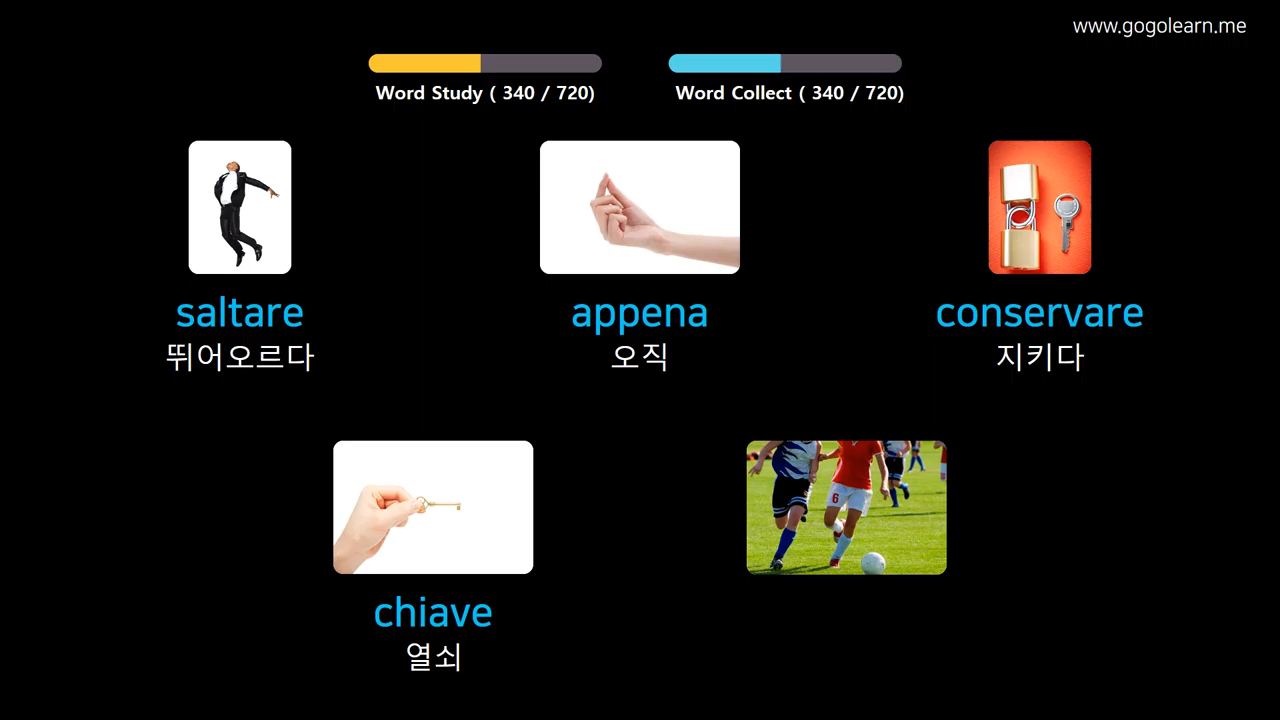 www.gogolearn.me
Word Study ( 340 / 720)
Word Collect ( 340 / 720)
saltare
뛰어오르다
appena
오직
conservare
지키다
chiave
열쇠
6